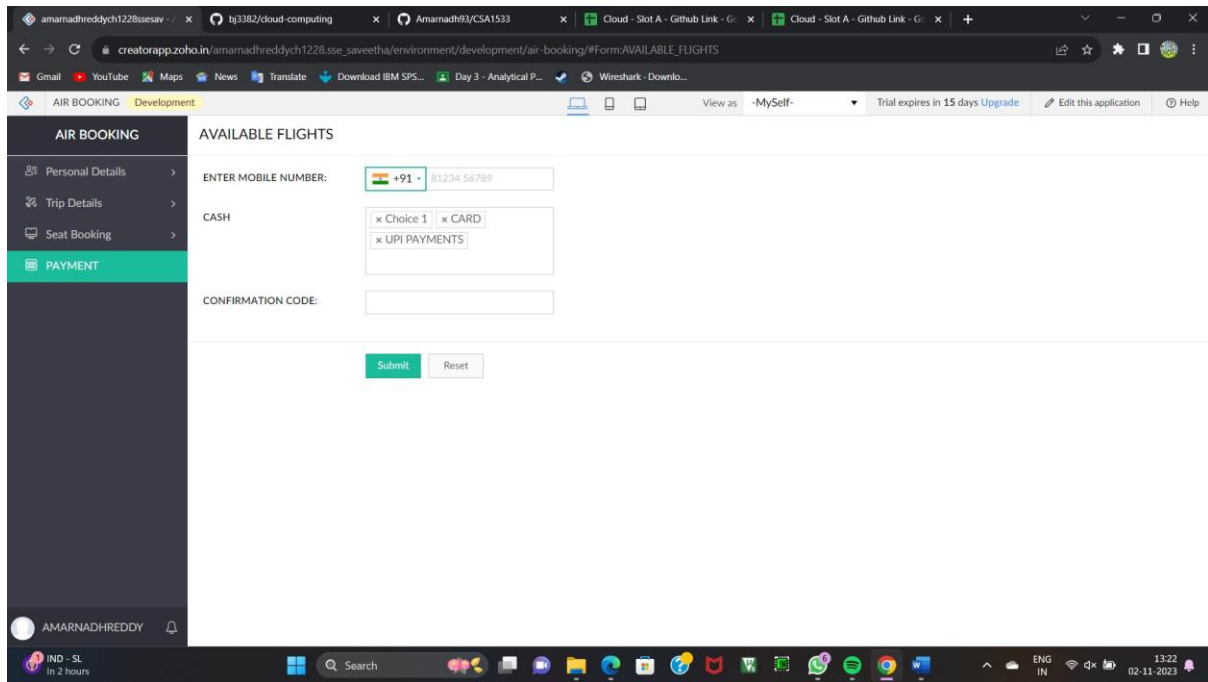 amarnadhreddych1228ssesav - /
bj3382/cloud-computing
Amarnadh93/CSA1533
Cloud - Slot A - Github Link - Go
Cloud - Slot A - Github Link - Go
creatorapp.zoho.in/amarnadhreddych1228.sse_saveetha/environment/development/air-booking/#Form:AVAILABLE_FLIGHTS
Gmail YouTube Maps News Translate Download IBM SPS... Day 3 - Analytical P... Wireshark · Downlo...
AIR BOOKING Development View as -MySelf- Trial expires in 15 days Upgrade Edit this application Help
AIR BOOKING
Personal Details
Trip Details
Seat Booking
PAYMENT
AVAILABLE FLIGHTS
ENTER MOBILE NUMBER: +91 81234 56789
CASH × Choice 1 × CARD
× UPI PAYMENTS
CONFIRMATION CODE:
Submit Reset
AMARNADHREDDY
IND - SL
In 2 hours
Search
ENG
IN
13:22
02-11-2023